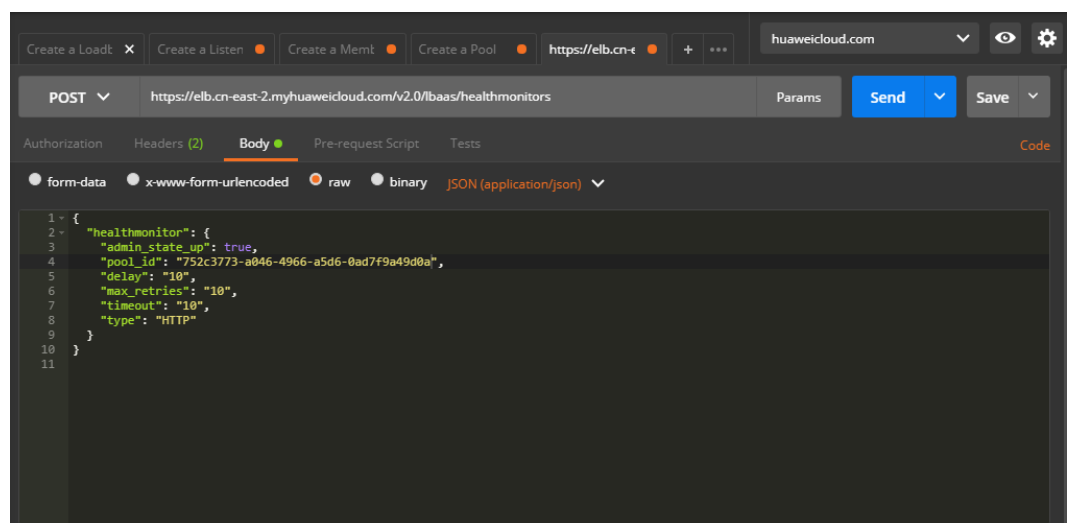 Create a Loadb Create a Listen Create a Memb Create a Pool https://elb.cn-e + ••• huaweicloud.com
POST https://elb.cn-east-2.myhuaweicloud.com/v2.0/lbaas/healthmonitors Params Send Save
Authorization Headers (2) Body Pre-request Script Tests Code
form-data x-www-form-urlencoded raw binary JSON (application/json)
1 {
2 "healthmonitor": {
3 "admin_state_up": true,
4 "pool_id": "752c3773-a046-4966-a5d6-0ad7f9a49d0a",
5 "delay": "10",
6 "max_retries": "10",
7 "timeout": "10",
8 "type": "HTTP"
9 }
10 }
11